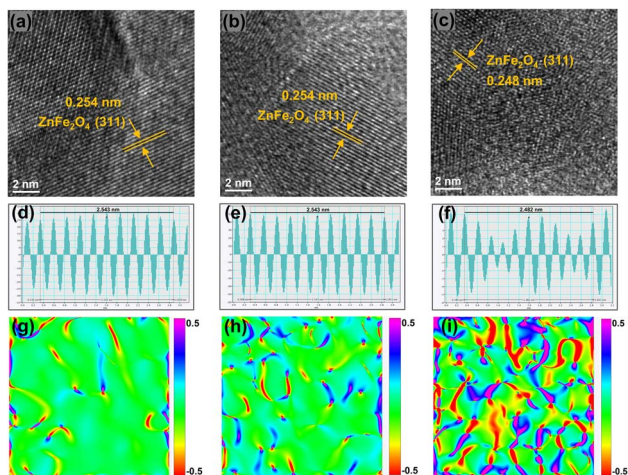 (a)
0.254 nm
ZnFe₂O₄ (311)
2 nm
(b)
0.254 nm
ZnFe₂O₄ (311)
2 nm
(c)
ZnFe₂O₄ (311)
0.248 nm
2 nm
(d)
2.543 nm
(e)
2.543 nm
(f)
2.482 nm
(g)
0.5
-0.5
(h)
0.5
-0.5
(i)
0.5
-0.5